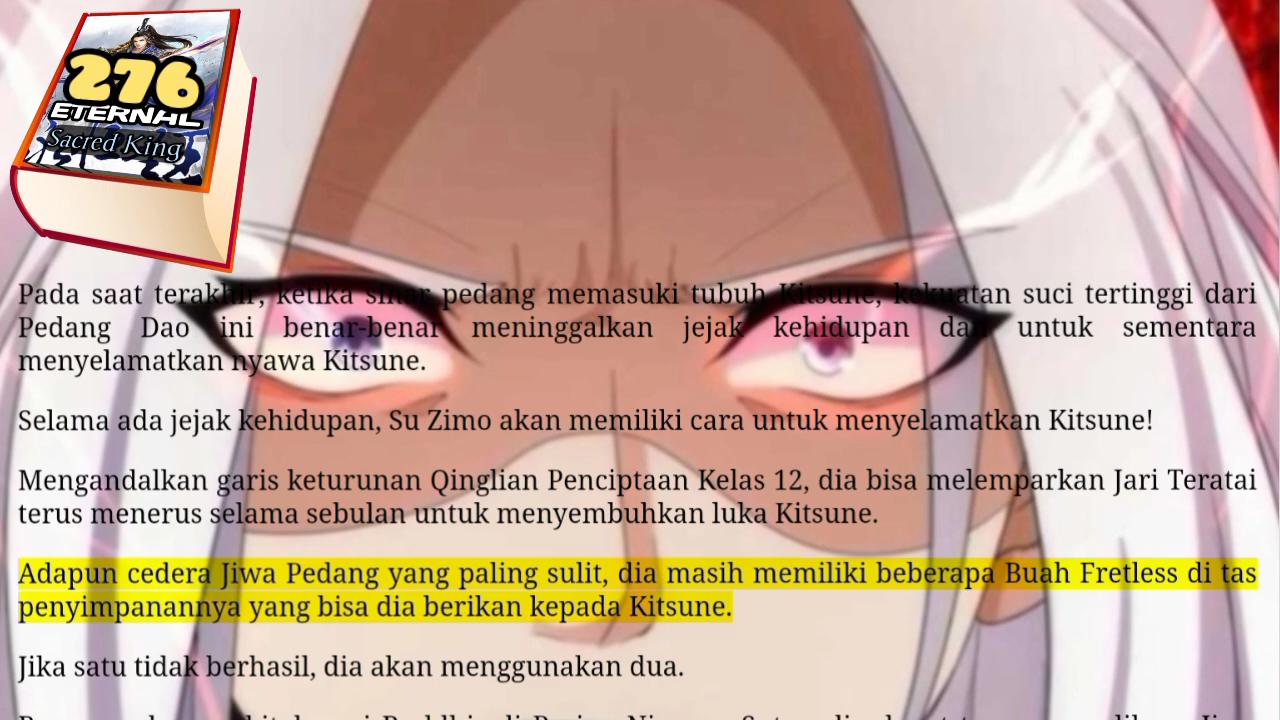 276
ETERNAL
Sacred King
Pada saat terakhir, ketika sinar pedang memasuki tubuh Kitsune, kekuatan suci tertinggi dari
Pedang Dao ini benar-benar meninggalkan jejak kehidupan dan untuk sementara
menyelamatkan nyawa Kitsune.
Selama ada jejak kehidupan, Su Zimo akan memiliki cara untuk menyelamatkan Kitsune!
Mengandalkan garis keturunan Qinglian Penciptaan Kelas 12, dia bisa melemparkan Jari Teratai
terus menerus selama sebulan untuk menyembuhkan luka Kitsune.
Adapun cedera Jiwa Pedang yang paling sulit, dia masih memiliki beberapa Buah Fretless di tas
penyimpanannya yang bisa dia berikan kepada Kitsune.
Jika satu tidak berhasil, dia akan menggunakan dua.